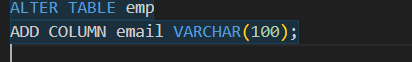 ALTER TABLE emp
ADD COLUMN email VARCHAR(100);